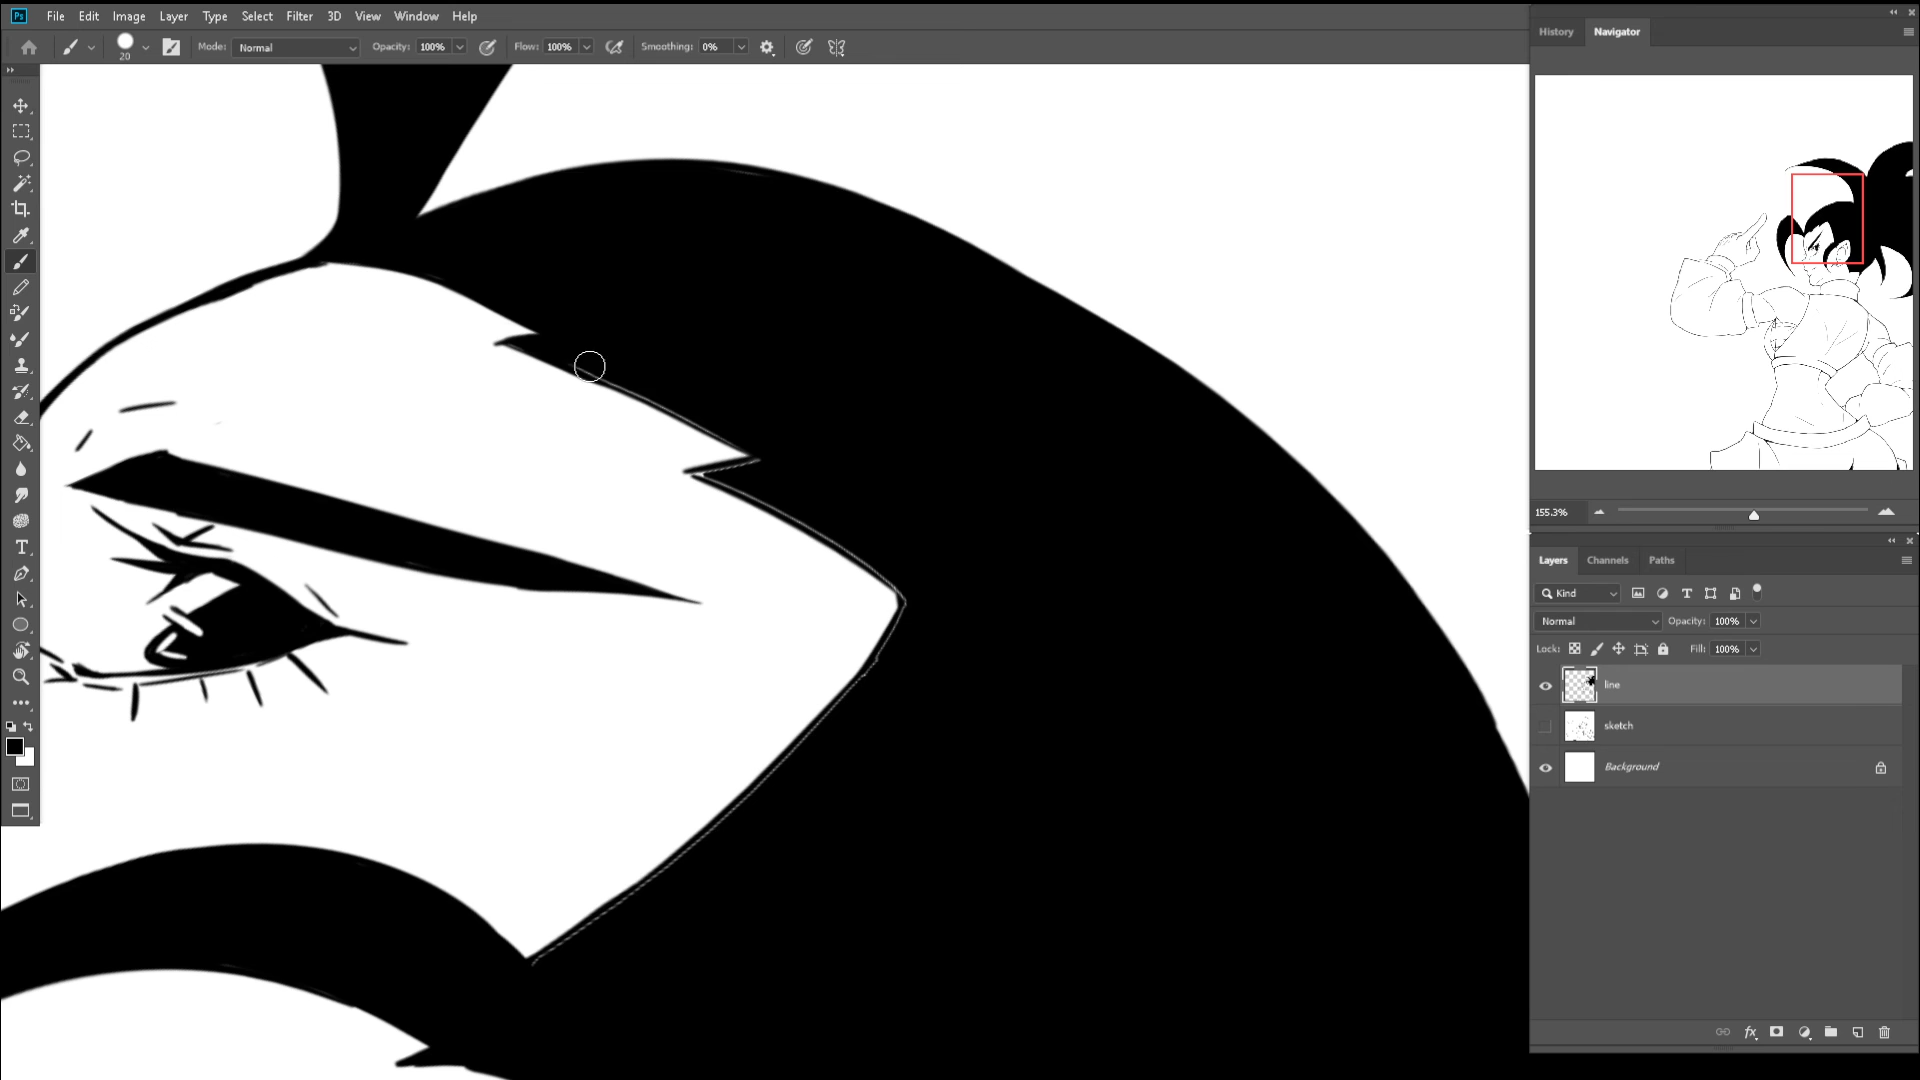 Ps File Edit Image Layer Type Select Filter 3D View Window Help
20 Mode: Normal Opacity: 100% Flow: 100% Smoothing: 0%
History Navigator
155.3%
Layers Channels Paths
Kind
Normal Opacity: 100%
Lock: Fill: 100%
line
sketch
Background